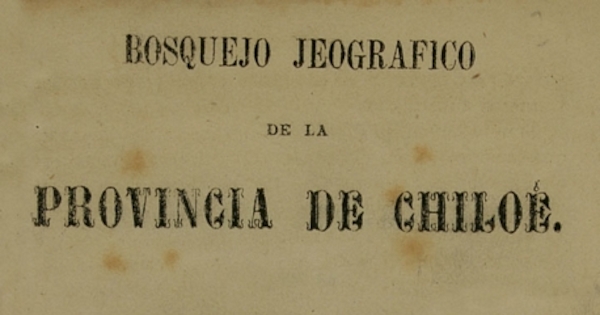 BOSQUEJO JEOGRAFICO
DE LA
PROVINCIA DE CHILOÉ.